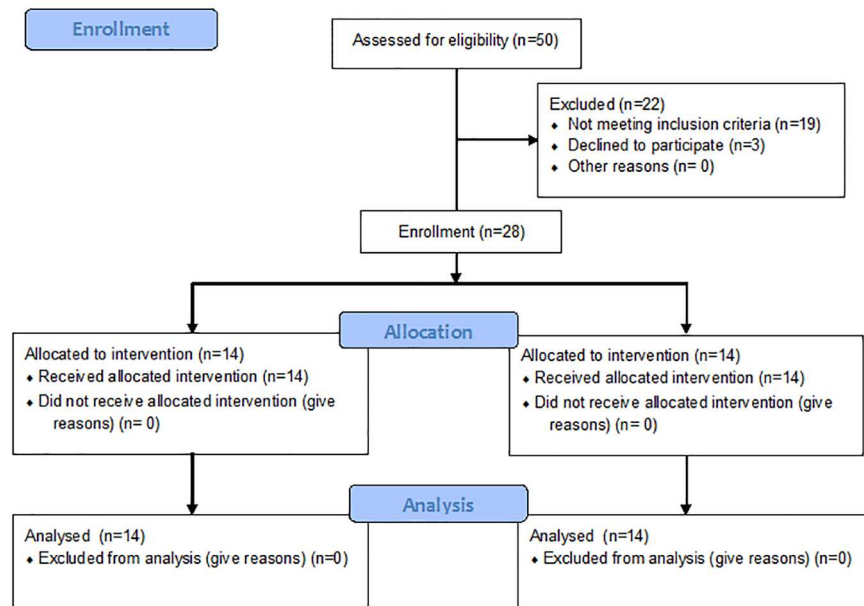 Enrollment
Assessed for eligibility (n=50)
Excluded (n=22)
⬥ Not meeting inclusion criteria (n=19)
⬥ Declined to participate (n=3)
⬥ Other reasons (n= 0)
Enrollment (n=28)
Allocation
Allocated to intervention (n=14)
⬥ Received allocated intervention (n=14)
⬥ Did not receive allocated intervention (give
reasons) (n= 0)
Allocated to intervention (n=14)
⬥ Received allocated intervention (n=14)
⬥ Did not receive allocated intervention (give
reasons) (n= 0)
Analysis
Analysed (n=14)
⬥ Excluded from analysis (give reasons) (n=0)
Analysed (n=14)
⬥ Excluded from analysis (give reasons) (n=0)